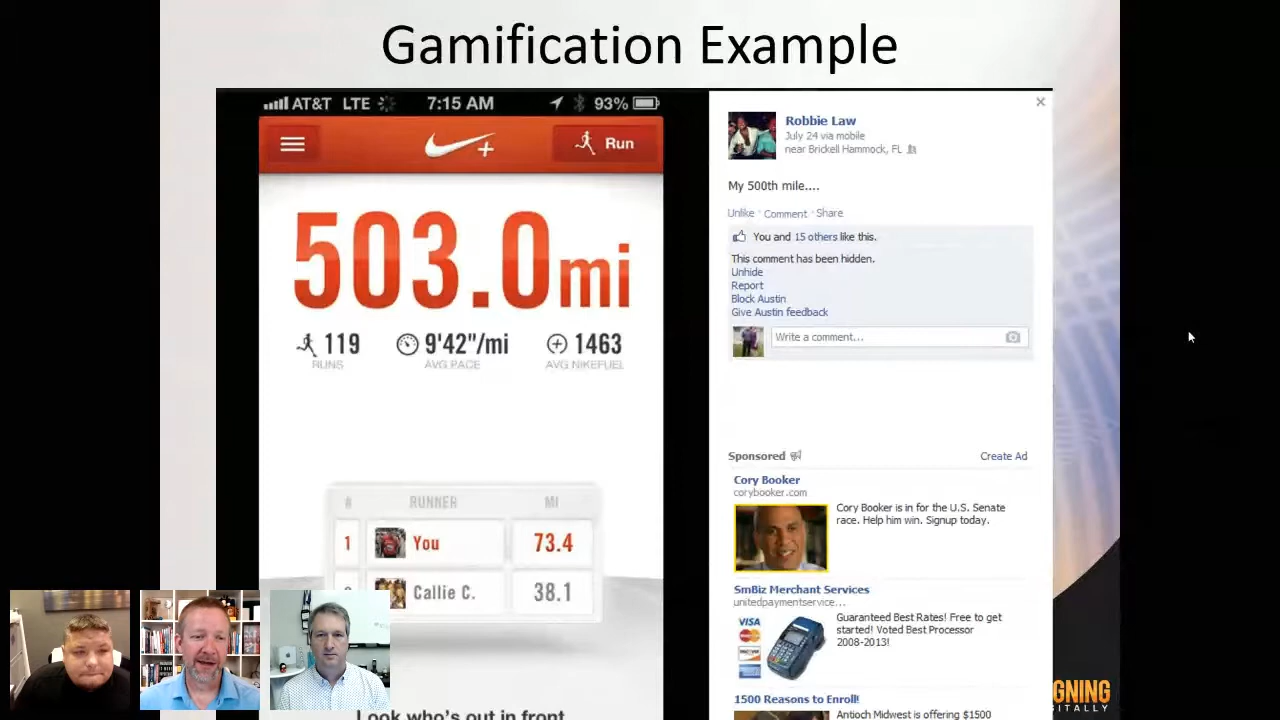 Gamification Example
AT&T LTE 7:15 AM 93%
Run
503.0mi
119 9'42"/mi 1463
RUNS AVG PACE AVG NIKEFUEL
# RUNNER MI
1 You 73.4
Callie C. 38.1
Look who's out in front
Robbie Law
July 24 via mobile
near Brickell Hammock, FL
My 500th mile....
Unlike · Comment · Share
You and 15 others like this.
This comment has been hidden.
Unhide
Report
Block Austin
Give Austin feedback
Write a comment...
Sponsored Create Ad
Cory Booker
corybooker.com
Cory Booker is in for the U.S. Senate
race. Help him win. Signup today.
SmBiz Merchant Services
unitedpaymentservice...
VISA
Guaranteed Best Rates! Free to get
started! Voted Best Processor
2008-2013!
1500 Reasons to Enroll!
Antioch Midwest is offering $1500
GNING
ITALLY